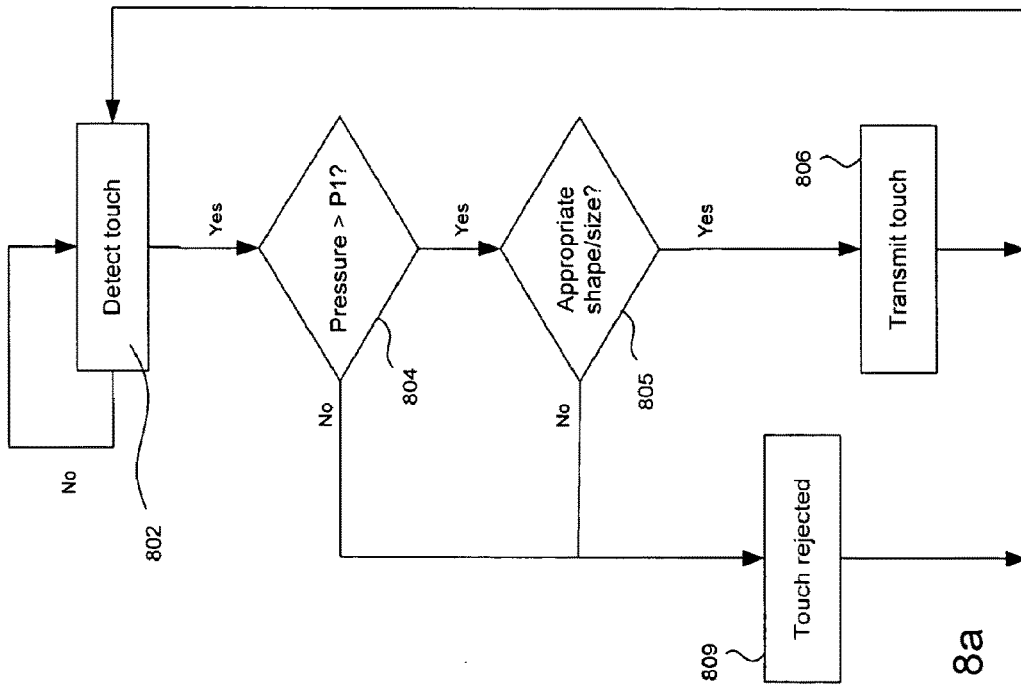 No
Detect touch
802
Yes
Pressure > P1?
804
No
Yes
Appropriate
shape/size?
805
No
Yes
806
Transmit touch
809
Touch rejected
8a